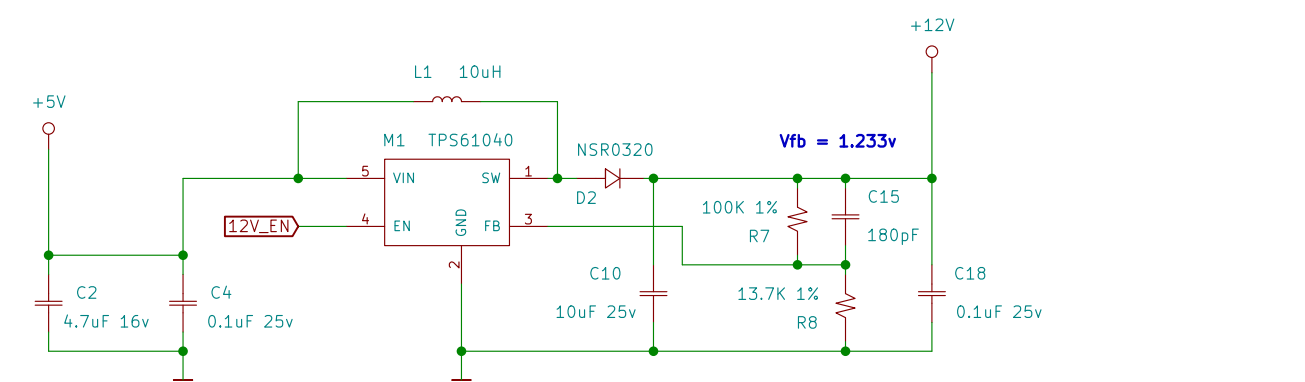 +12V
L1 10uH
+5V
M1 TPS61040
Vfb = 1.233v
NSR0320
5 VIN SW 1
D2
C15
100K 1%
12V_EN 4 EN GND FB 3
R7
180pF
2
C2 C4 C10 C18
13.7K 1%
4.7uF 16v 0.1uF 25v 10uF 25v 0.1uF 25v
R8